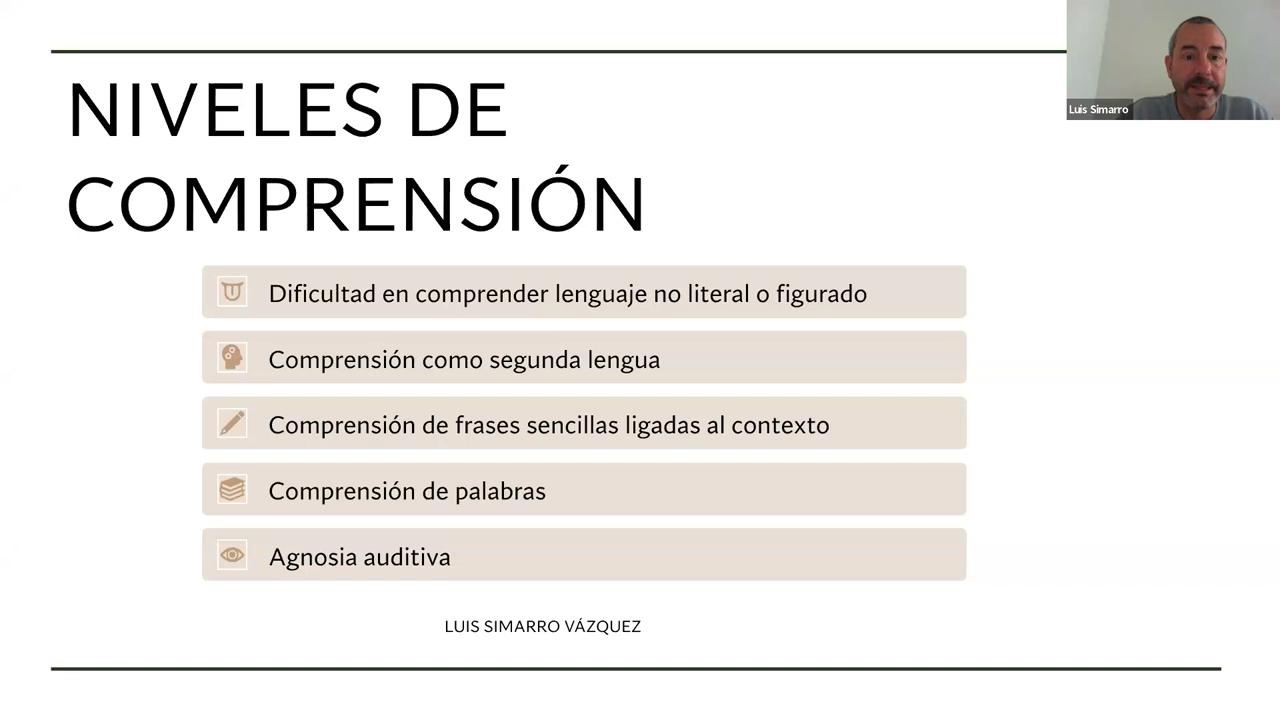 NIVELES DE
COMPRENSIÓN
Luis Simarro
Dificultad en comprender lenguaje no literal o figurado
Comprensión como segunda lengua
Comprensión de frases sencillas ligadas al contexto
Comprensión de palabras
Agnosia auditiva
LUIS SIMARRO VÁZQUEZ